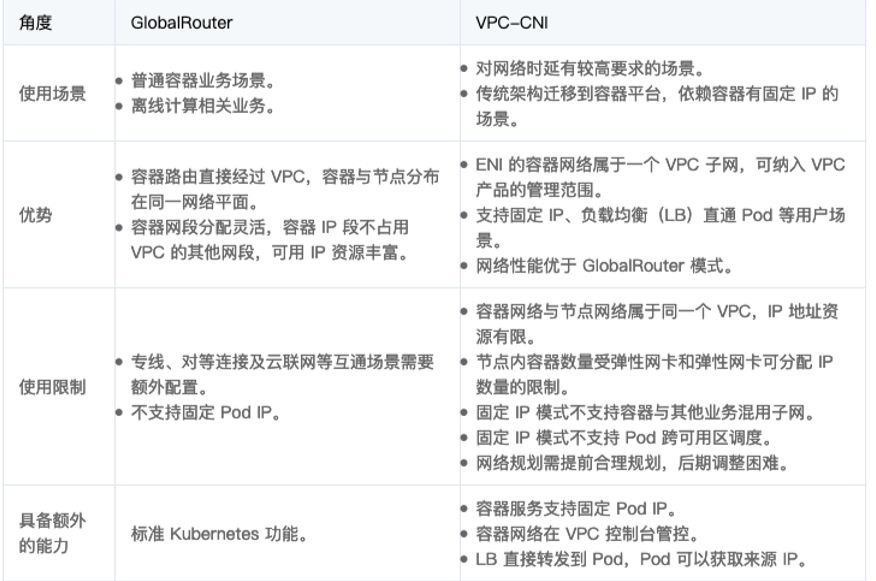 角度
GlobalRouter
VPC-CNI
使用场景
● 普通容器业务场景。
● 离线计算相关业务。
● 对网络时延有较高要求的场景。
● 传统架构迁移到容器平台，依赖容器有固定 IP 的
场景。
优势
● 容器路由直接经过 VPC，容器与节点分布
在同一网络平面。
● 容器网段分配灵活，容器 IP 段不占用
VPC 的其他网段，可用 IP 资源丰富。
● ENI 的容器网络属于一个 VPC 子网，可纳入 VPC
产品的管理范围。
● 支持固定 IP、负载均衡（LB）直通 Pod 等用户场
景。
● 网络性能优于 GlobalRouter 模式。
使用限制
● 专线、对等连接及云联网等互通场景需要
额外配置。
● 不支持固定 Pod IP。
● 容器网络与节点网络属于同一个 VPC，IP 地址资
源有限。
● 节点内容器数量受弹性网卡和弹性网卡可分配 IP
数量的限制。
● 固定 IP 模式不支持容器与其他业务混用子网。
● 固定 IP 模式不支持 Pod 跨可用区调度。
● 网络规划需提前合理规划，后期调整困难。
具备额外
的能力
标准 Kubernetes 功能。
● 容器服务支持固定 Pod IP。
● 容器网络在 VPC 控制台管控。
● LB 直接转发到 Pod，Pod 可以获取来源 IP。